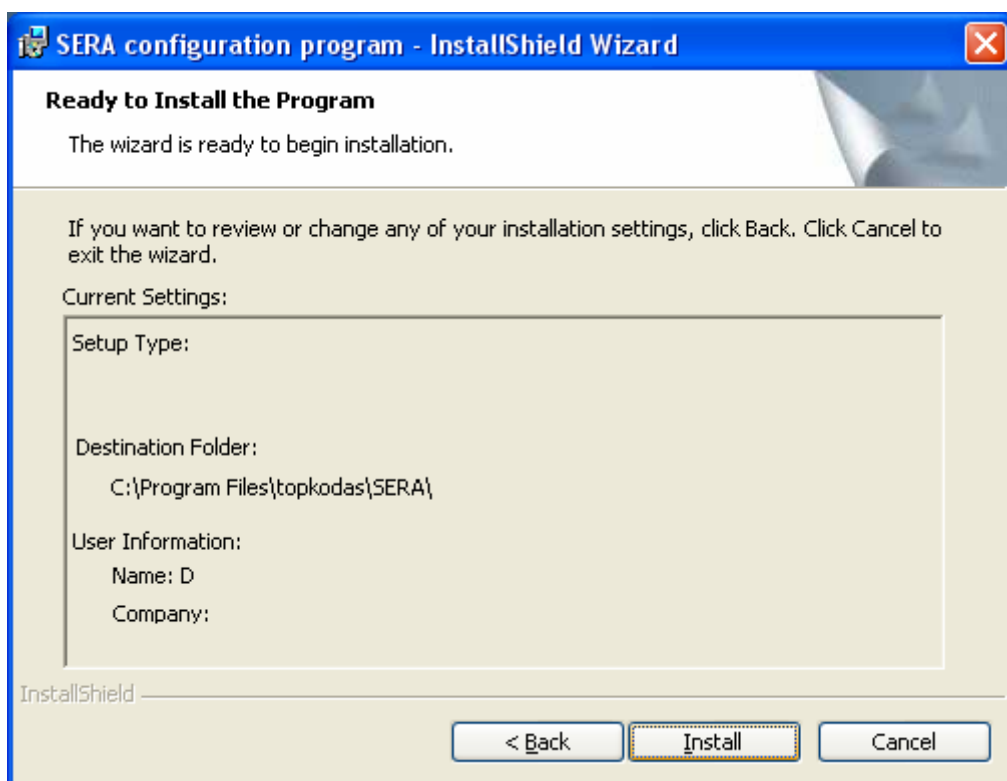 SERA configuration program - InstallShield Wizard
Ready to Install the Program
The wizard is ready to begin installation.
If you want to review or change any of your installation settings, click Back. Click Cancel to
exit the wizard.
Current Settings:
Setup Type:
Destination Folder:
C:\Program Files\topkodas\SERA\
User Information:
Name: D
Company:
InstallShield
< Back
Install
Cancel